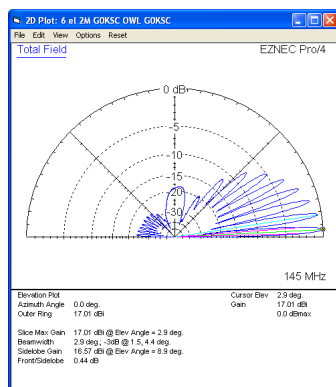 2D Plot: 6 el 2M G0KSC OWL G0KSC
File Edit View Options Reset
Total Field
EZNEC Pro/4
0 dB
-5
-10
-15
-20
-30
145 MHz
Elevation Plot
Cursor Elev 2.9 deg.
Azimuth Angle 0.0 deg.
Gain 17.01 dBi
Outer Ring 17.01 dBi
0.0 dBmax
Slice Max Gain 17.01 dBi @ Elev Angle = 2.9 deg.
Beamwidth 2.9 deg.; -3dB @ 1.5, 4.4 deg.
Sidelobe Gain 16.57 dBi @ Elev Angle = 8.9 deg.
Front/Sidelobe 0.44 dB